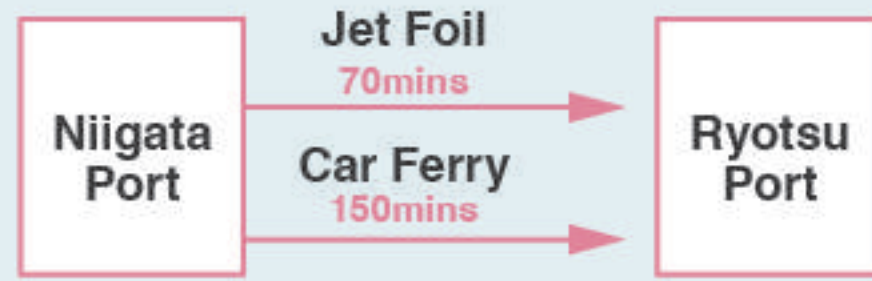 Niigata
Port
Jet Foil
70mins
Car Ferry
150mins
Ryotsu
Port